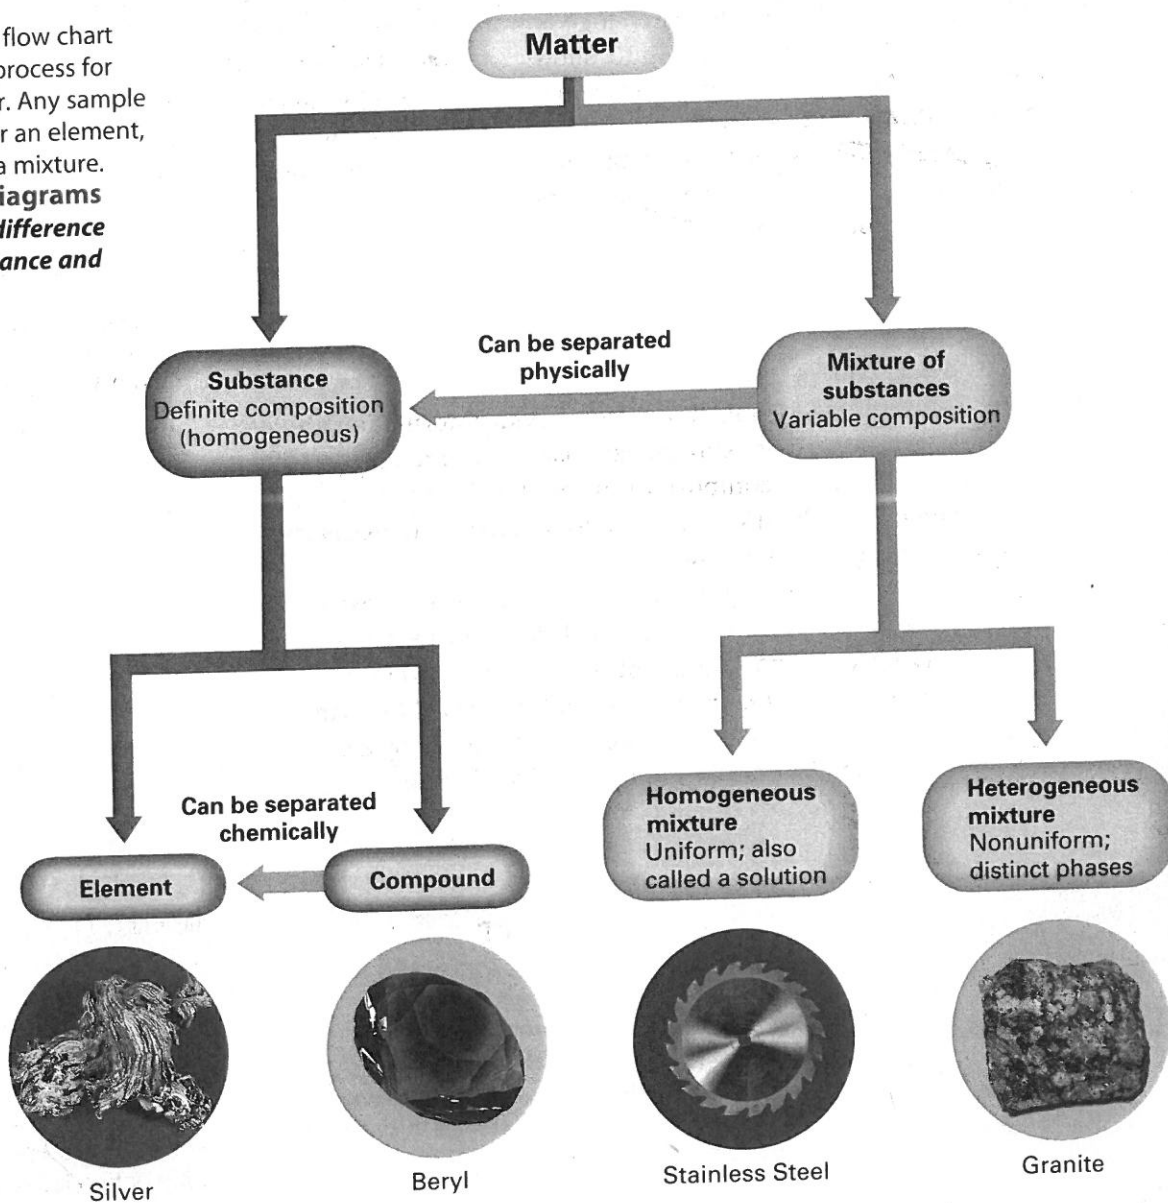 flow chart
process for
r. Any sample
r an element,
a mixture.
iagrams
difference
ance and
Matter
Can be separated
physically
Substance
Definite composition
(homogeneous)
Mixture of
substances
Variable composition
Can be separated
chemically
Element
Compound
Homogeneous
mixture
Uniform; also
called a solution
Heterogeneous
mixture
Nonuniform;
distinct phases
Silver
Beryl
Stainless Steel
Granite